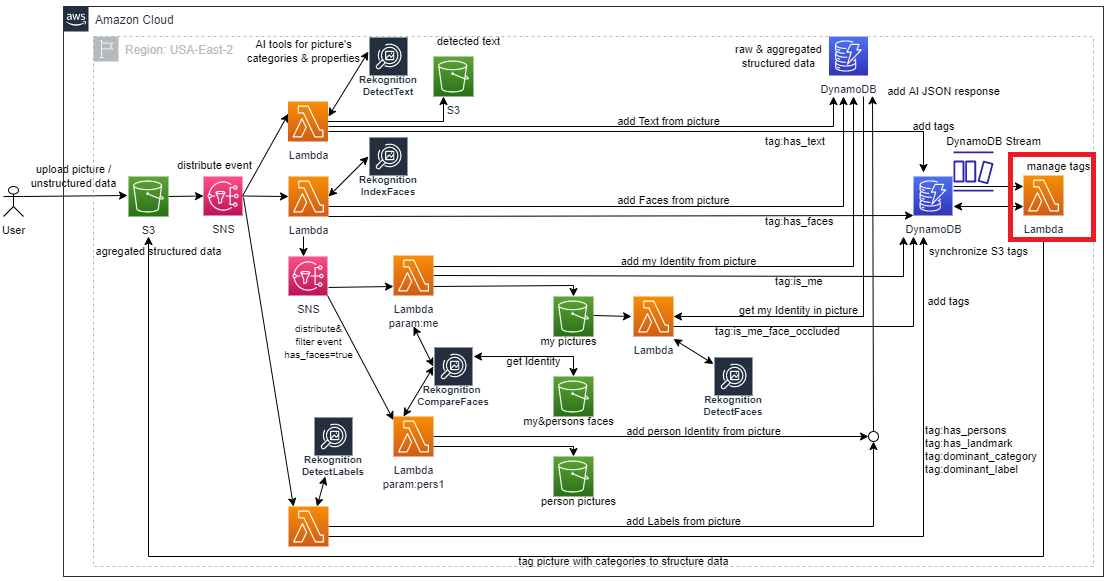 aws
Amazon Cloud
Region: USA-East-2
AI tools for picture's
categories & properties
Rekognition
DetectText
detected text
S3
raw & aggregated
structured data
DynamoDB
add AI JSON response
Lambda
add Text from picture
tag:has_text
add tags
DynamoDB Stream
upload picture /
unstructured data
distribute event
Rekognition
IndexFaces
manage tags
User
S3
SNS
Lambda
add Faces from picture
tag:has_faces
DynamoDB
Lambda
agregated structured data
synchronize S3 tags
add my Identity from picture
tag:is_me
SNS
Lambda
param:me
add tags
distribute&
filter event
has_faces=true
my pictures
get my Identity in picture
tag:is_me_face_occluded
Lambda
get Identity
Rekognition
CompareFaces
Rekognition
DetectFaces
my&persons faces
add person Identity from picture
tag:has_persons
tag:has_landmark
tag:dominant_category
tag:dominant_label
Rekognition
DetectLabels
Lambda
param:pers1
person pictures
add Labels from picture
tag picture with categories to structure data